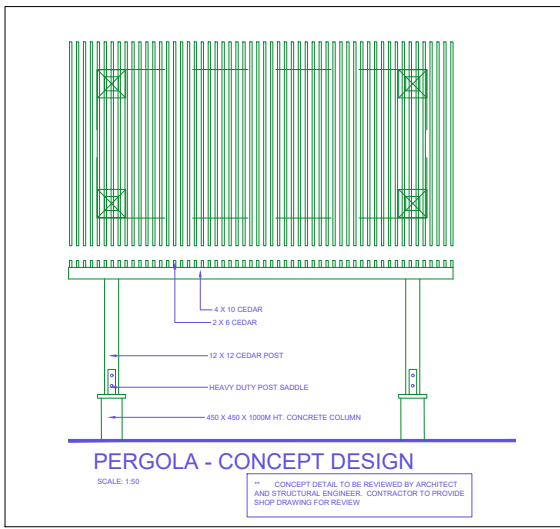 4 X 10 CEDAR
2 X 6 CEDAR
12 X 12 CEDAR POST
HEAVY DUTY POST SADDLE
450 X 450 X 1000M HT. CONCRETE COLUMN
PERGOLA - CONCEPT DESIGN
SCALE: 1:50
** CONCEPT DETAIL TO BE REVIEWED BY ARCHITECT
AND STRUCTURAL ENGINEER. CONTRACTOR TO PROVIDE
SHOP DRAWING FOR REVIEW